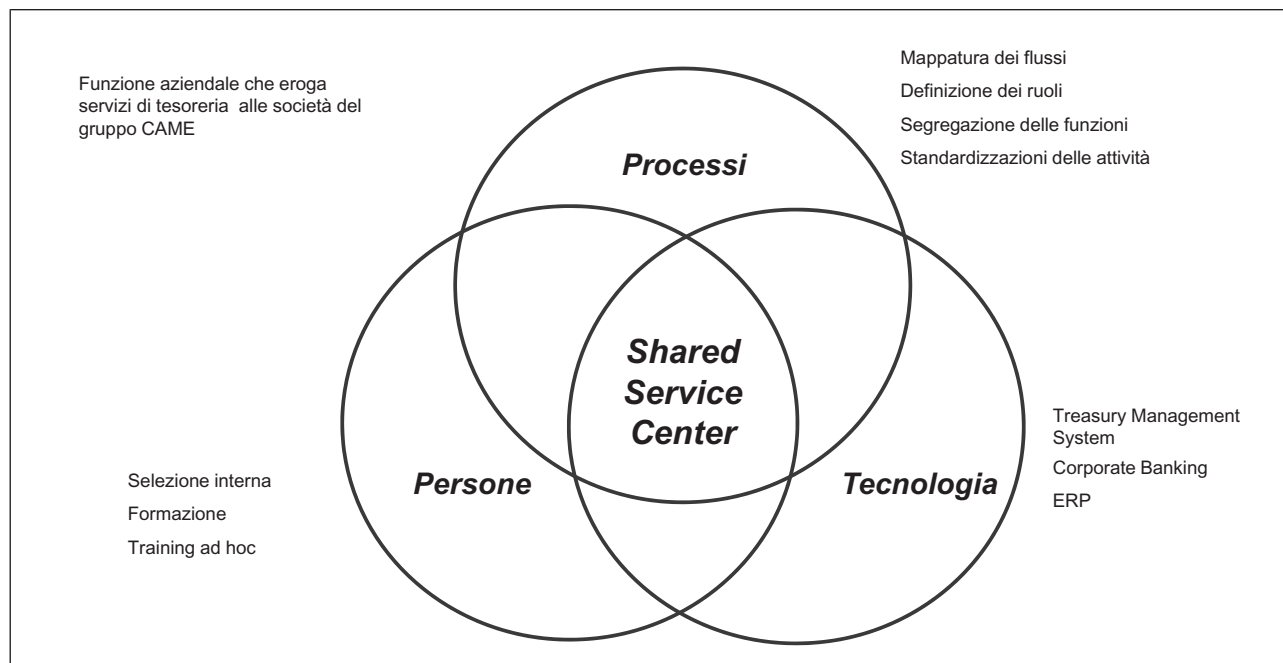 Funzione aziendale che eroga
servizi di tesoreria alle società del
gruppo CAME
Mappatura dei flussi
Definizione dei ruoli
Segregazione delle funzioni
Standardizzazioni delle attività
Processi
Shared
Service
Center
Persone
Tecnologia
Selezione interna
Formazione
Training ad hoc
Treasury Management
System
Corporate Banking
ERP